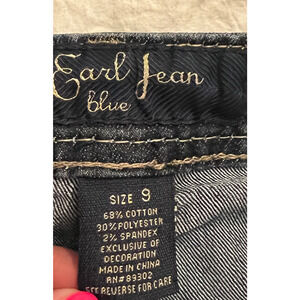 Earl Jean
blue
SIZE 9
68% COTTON
30% POLYESTER
2% SPANDEX
EXCLUSIVE OF
DECORATION
MADE IN CHINA
RN#89302
SEE REVERSE FOR CARE